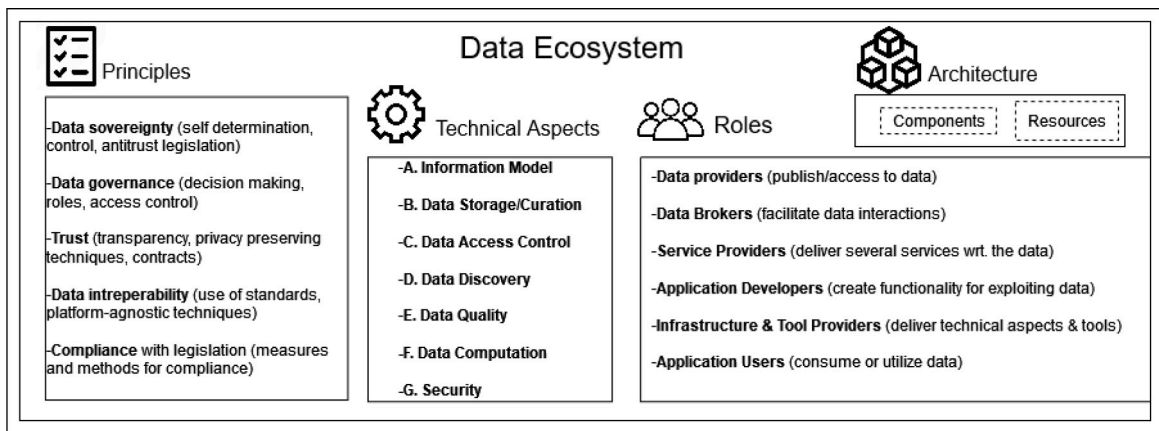 Data Ecosystem
Principles
-Data sovereignty (self determination,
control, antitrust legislation)
-Data governance (decision making,
roles, access control)
-Trust (transparency, privacy preserving
techniques, contracts)
-Data intreperability (use of standards,
platform-agnostic techniques)
-Compliance with legislation (measures
and methods for compliance)
Technical Aspects
-A. Information Model
-B. Data Storage/Curation
-C. Data Access Control
-D. Data Discovery
-E. Data Quality
-F. Data Computation
-G. Security
Roles
-Data providers (publish/access to data)
-Data Brokers (facilitate data interactions)
-Service Providers (deliver several services wrt. the data)
-Application Developers (create functionality for exploiting data)
-Infrastructure & Tool Providers (deliver technical aspects & tools)
-Application Users (consume or utilize data)
Architecture
Components
Resources